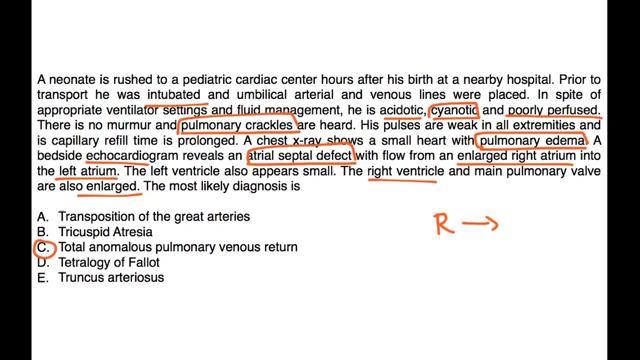 A neonate is rushed to a pediatric cardiac center hours after his birth at a nearby hospital. Prior to
transport he was intubated and umbilical arterial and venous lines were placed. In spite of
appropriate ventilator settings and fluid management, he is acidotic, cyanotic and poorly perfused.
There is no murmur and pulmonary crackles are heard. His pulses are weak in all extremities and
is capillary refill time is prolonged. A chest x-ray shows a small heart with pulmonary edema. A
bedside echocardiogram reveals an atrial septal defect with flow from an enlarged right atrium into
the left atrium. The left ventricle also appears small. The right ventricle and main pulmonary valve
are also enlarged. The most likely diagnosis is
A. Transposition of the great arteries
B. Tricuspid Atresia
C. Total anomalous pulmonary venous return
D. Tetralogy of Fallot
E. Truncus arteriosus
R →